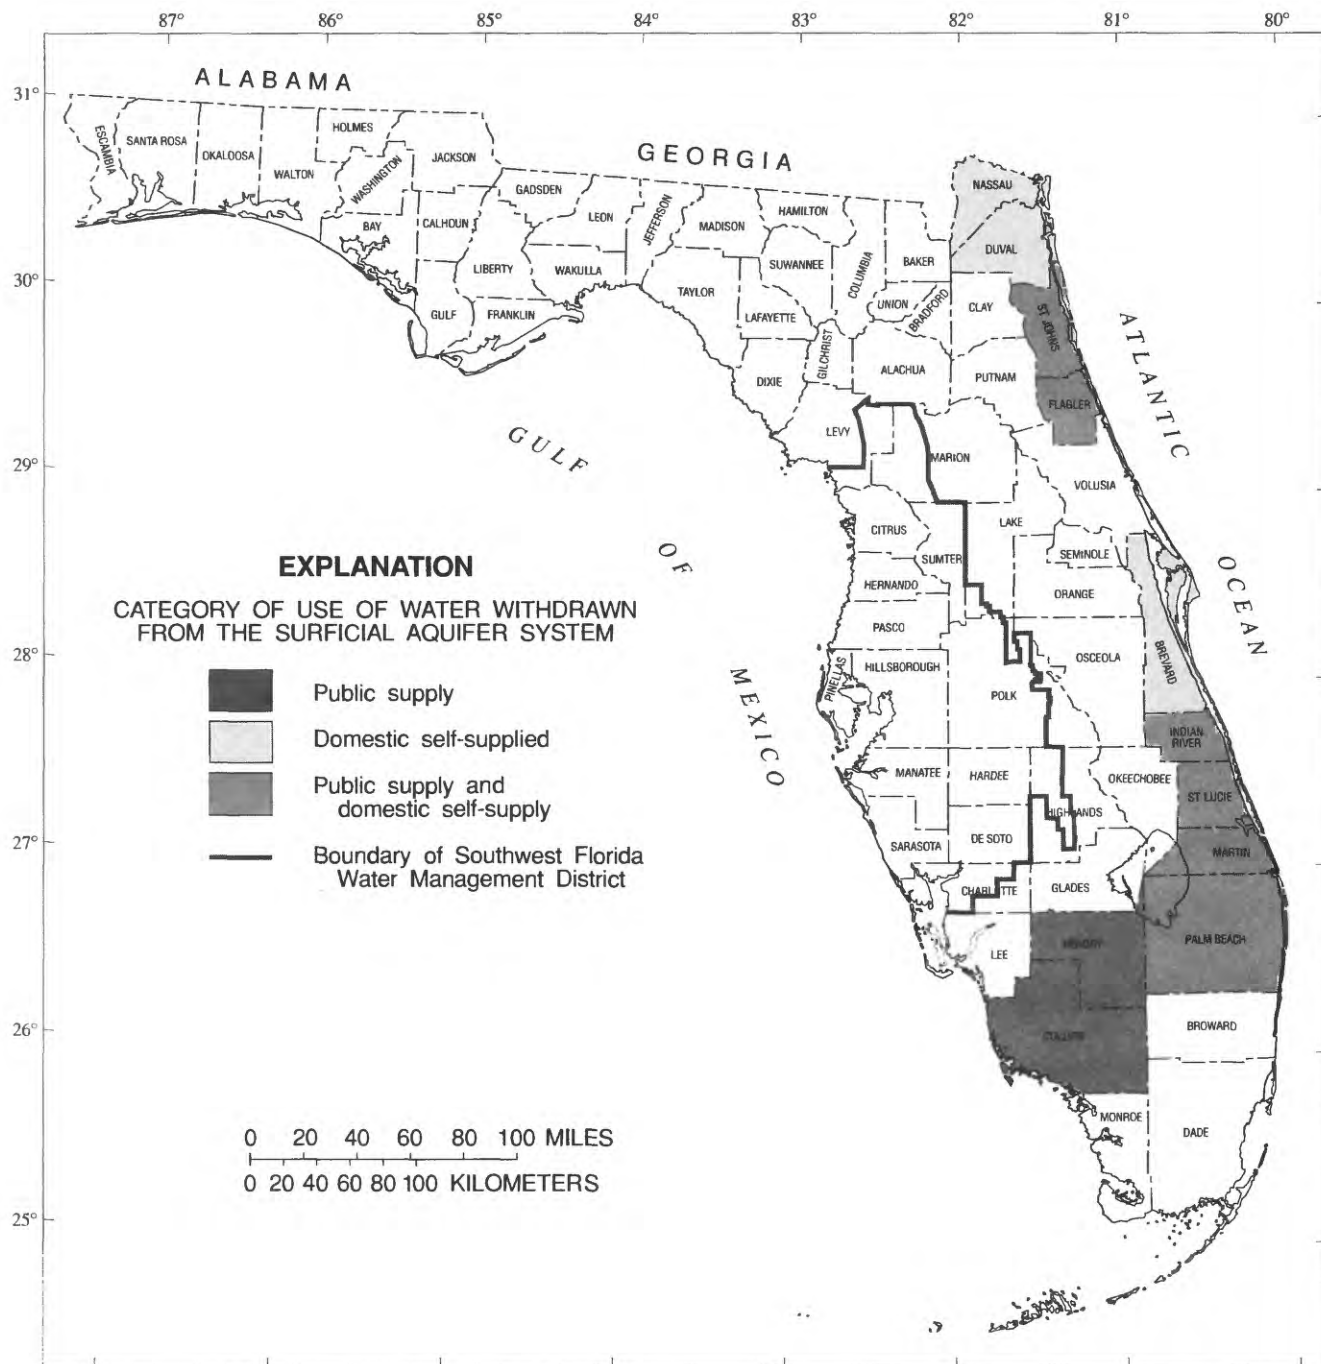 87° 86° 85° 84° 83° 82° 81° 80°
ALABAMA
31°
ESCAMBIA
SANTA ROSA
OKALOOSA
WALTON
HOLMES
WASHINGTON
JACKSON
BAY
CALHOUN
GULF
GADSDEN
LIBERTY
FRANKLIN
LEON
WAKULLA
JEFFERSON
GEORGIA
MADISON
TAYLOR
HAMILTON
SUWANNEE
LAFAYETTE
DIXIE
COLUMBIA
GILCHRIST
BAKER
UNION
BRADFORD
ALACHUA
LEVY
NASSAU
DUVAL
CLAY
ST JOHNS
PUTNAM
FLAGLER
30°
29°
MARION
VOLUSIA
CITRUS
SUMTER
LAKE
SEMINOLE
HERNANDO
ORANGE
PASCO
OSCEOLA
BREVARD
PINELLAS
HILLSBOROUGH
POLK
INDIAN
RIVER
MANATEE
HARDEE
OKEECHOBEE
ST LUCIE
HIGHLANDS
SARASOTA
DE SOTO
MARTIN
CHARLOTTE
GLADES
LEE
HENDRY
PALM BEACH
COLLIER
BROWARD
MONROE
DADE
GULF
OF
MEXICO
ATLANTIC
OCEAN
28°
27°
26°
25°
EXPLANATION
CATEGORY OF USE OF WATER WITHDRAWN
FROM THE SURFICIAL AQUIFER SYSTEM
Public supply
Domestic self-supplied
Public supply and
domestic self-supply
Boundary of Southwest Florida
Water Management District
0 20 40 60 80 100 MILES
0 20 40 60 80 100 KILOMETERS